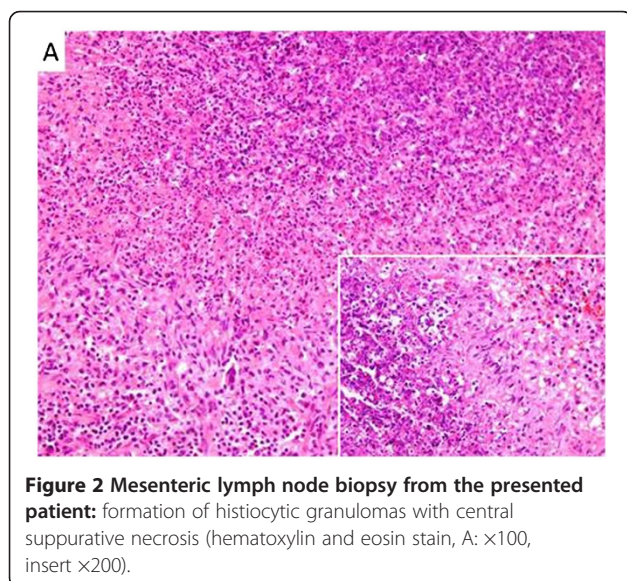 A
Figure 2 Mesenteric lymph node biopsy from the presented
patient: formation of histiocytic granulomas with central
suppurative necrosis (hematoxylin and eosin stain, A: ×100,
insert ×200).